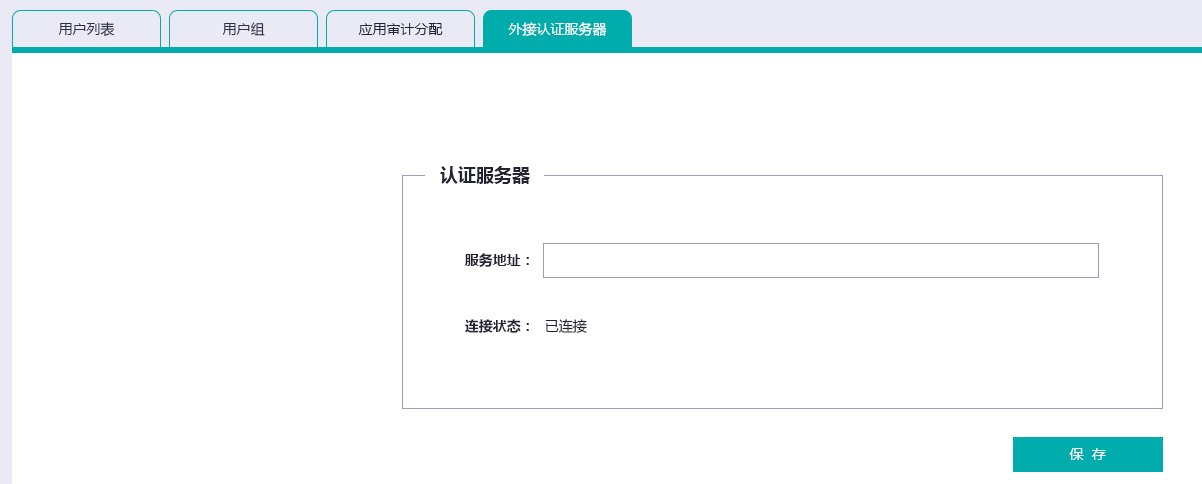 用户列表 用户组 应用审计分配 外接认证服务器
认证服务器
服务地址：
连接状态： 已连接
保 存